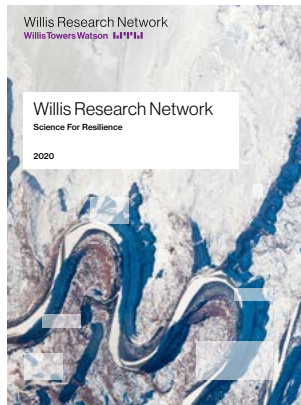 Willis Research Network
WillisTowersWatson
Willis Research Network
Science For Resilience
2020